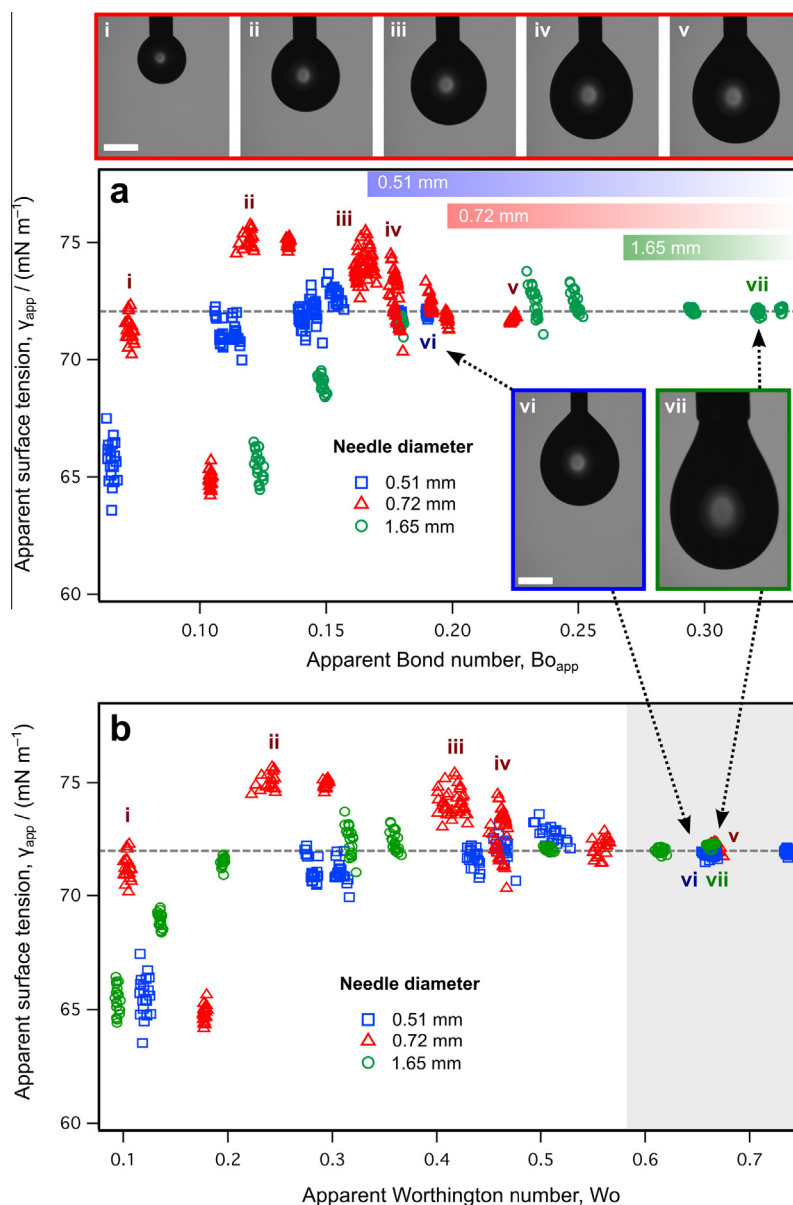 i ii iii iv v
a
0.51 mm
0.72 mm
1.65 mm
i ii iii iv v vi vii
Apparent surface tension, γapp / (mN m⁻¹)
75
70
65
60
Needle diameter
0.51 mm
0.72 mm
1.65 mm
vi vii
0.10 0.15 0.20 0.25 0.30
Apparent Bond number, Boapp
b
i ii iii iv v
vi vii
Apparent surface tension, γapp / (mN m⁻¹)
75
70
65
60
Needle diameter
0.51 mm
0.72 mm
1.65 mm
0.1 0.2 0.3 0.4 0.5 0.6 0.7
Apparent Worthington number, Wo